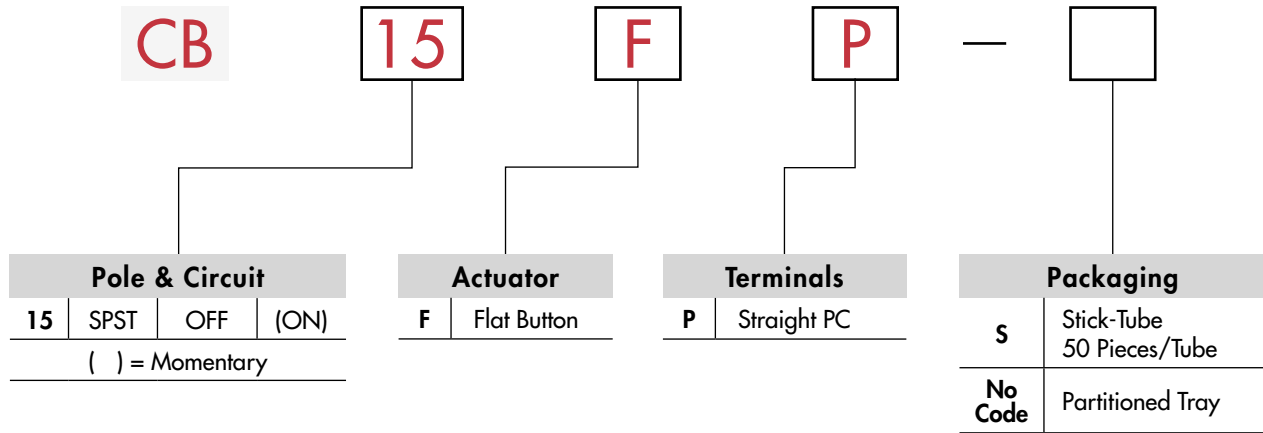 CB 15 F P —
Pole & Circuit
15 SPST OFF (ON)
( ) = Momentary
Actuator
F Flat Button
Terminals
P Straight PC
Packaging
S Stick-Tube
50 Pieces/Tube
No
Code Partitioned Tray